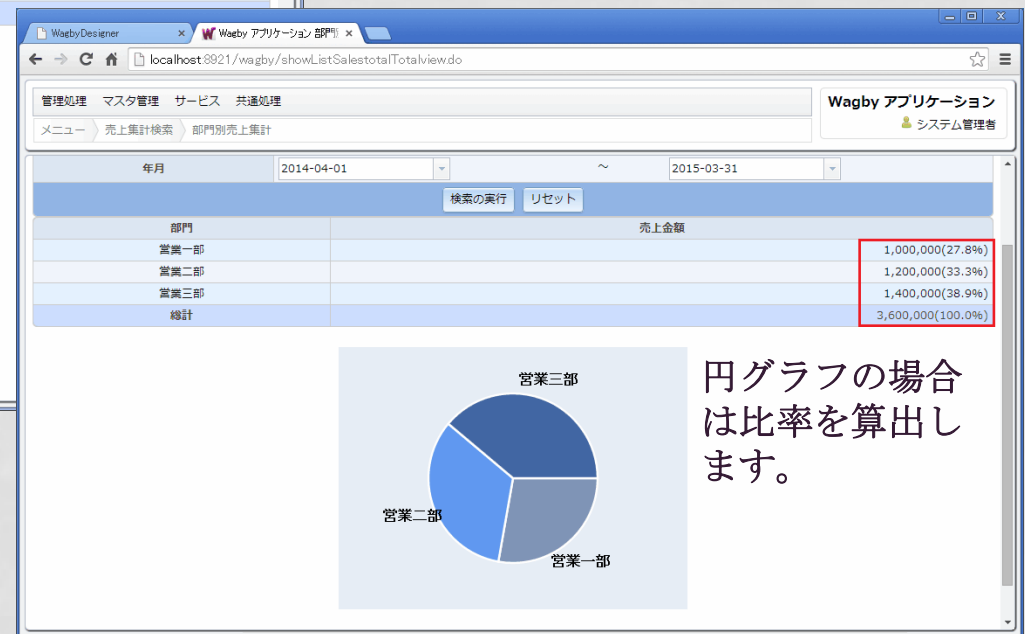 WagbyDesigner
Wagby アプリケーション 部門別
localhost:8921/wagby/showListSalestotalTotalview.do
管理処理 マスタ管理 サービス 共通処理
Wagby アプリケーション
システム管理者
メニュー 売上集計検索 部門別売上集計
年月 2014-04-01 ～ 2015-03-31
検索の実行 リセット
部門 売上金額
営業一部 1,000,000(27.8%)
営業二部 1,200,000(33.3%)
営業三部 1,400,000(38.9%)
総計 3,600,000(100.0%)
営業三部
営業二部
営業一部
円グラフの場合
は比率を算出し
ます。